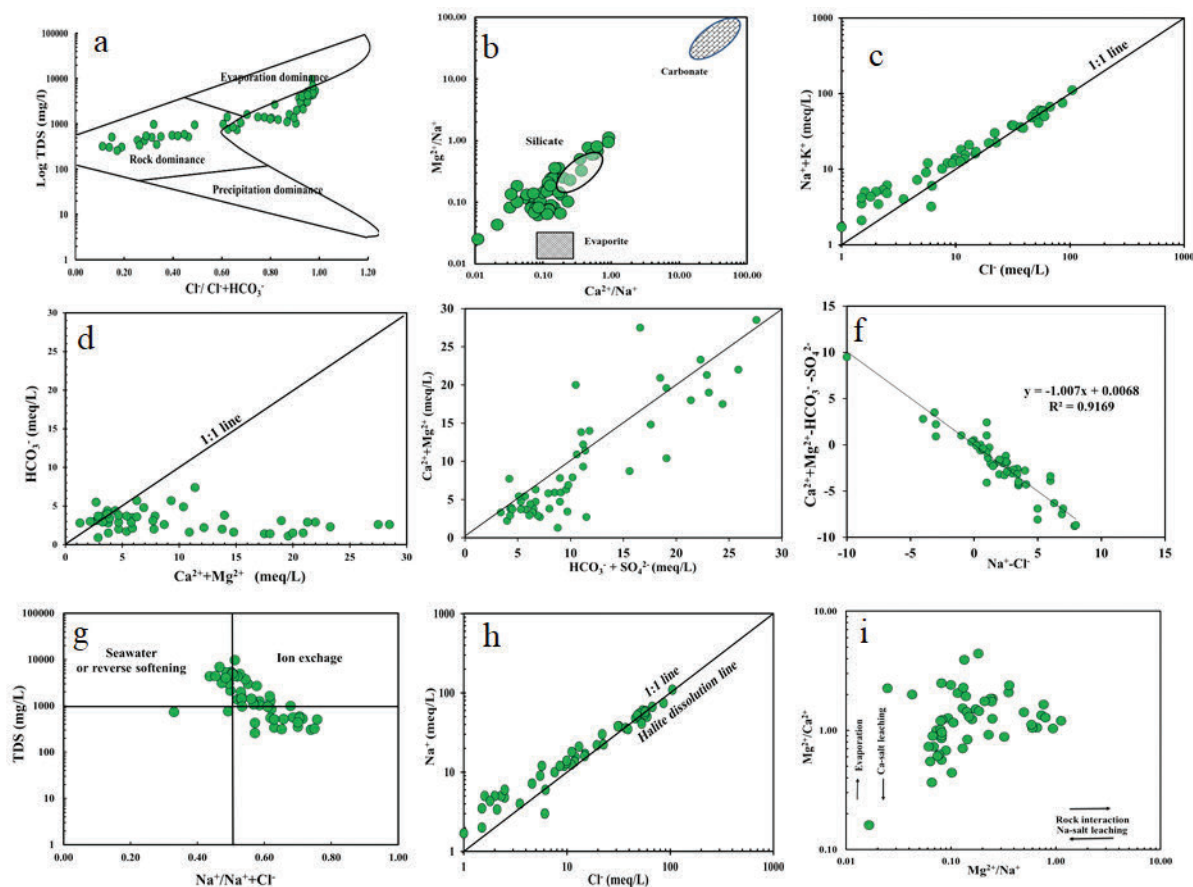 a
Log TDS (mg/l)
100000
10000
1000
100
10
1
Evaporation dominance
Rock dominance
Precipitation dominance
0.00 0.20 0.40 0.60 0.80 1.00 1.20
Cl-/ Cl-+HCO₃⁻
b
Mg²⁺/Na⁺
100.00
10.00
1.00
0.10
0.01
Carbonate
Silicate
Evaporite
0.01 0.10 1.00 10.00 100.00
Ca²⁺/Na⁺
c
Na⁺+K⁺ (meq/L)
1000
100
10
1
1:1 line
1 10 100 1000
Cl⁻ (meq/L)
d
HCO₃⁻ (meq/L)
30
25
20
15
10
5
0
1:1 line
0 5 10 15 20 25 30
Ca²⁺+Mg²⁺ (meq/L)
Ca²⁺+Mg²⁺ (meq/L)
30
25
20
15
10
5
0
0 5 10 15 20 25 30
HCO₃⁻ + SO₄²⁻ (meq/L)
f
Ca²⁺+Mg²⁺-HCO₃⁻ -SO₄²⁻
15
10
5
0
-5
-10
y = -1.007x + 0.0068
R² = 0.9169
-10 -5 0 5 10
Na⁺-Cl⁻
g
TDS (mg/L)
100000
10000
1000
100
10
1
Seawater
or reverse softening
Ion exchage
0.00 0.20 0.40 0.60 0.80 1.00
Na⁺/Na⁺+Cl⁻
h
Na⁺ (meq/L)
1000
100
10
1
1:1 line
Halite dissolution line
1 10 100 1000
Cl⁻ (meq/L)
i
Mg²⁺/Ca²⁺
10.00
1.00
0.10
Evaporation
Ca-salt leaching
Rock interaction
Na-salt leaching
0.01 0.10 1.00 10.00
Mg²⁺/Na⁺